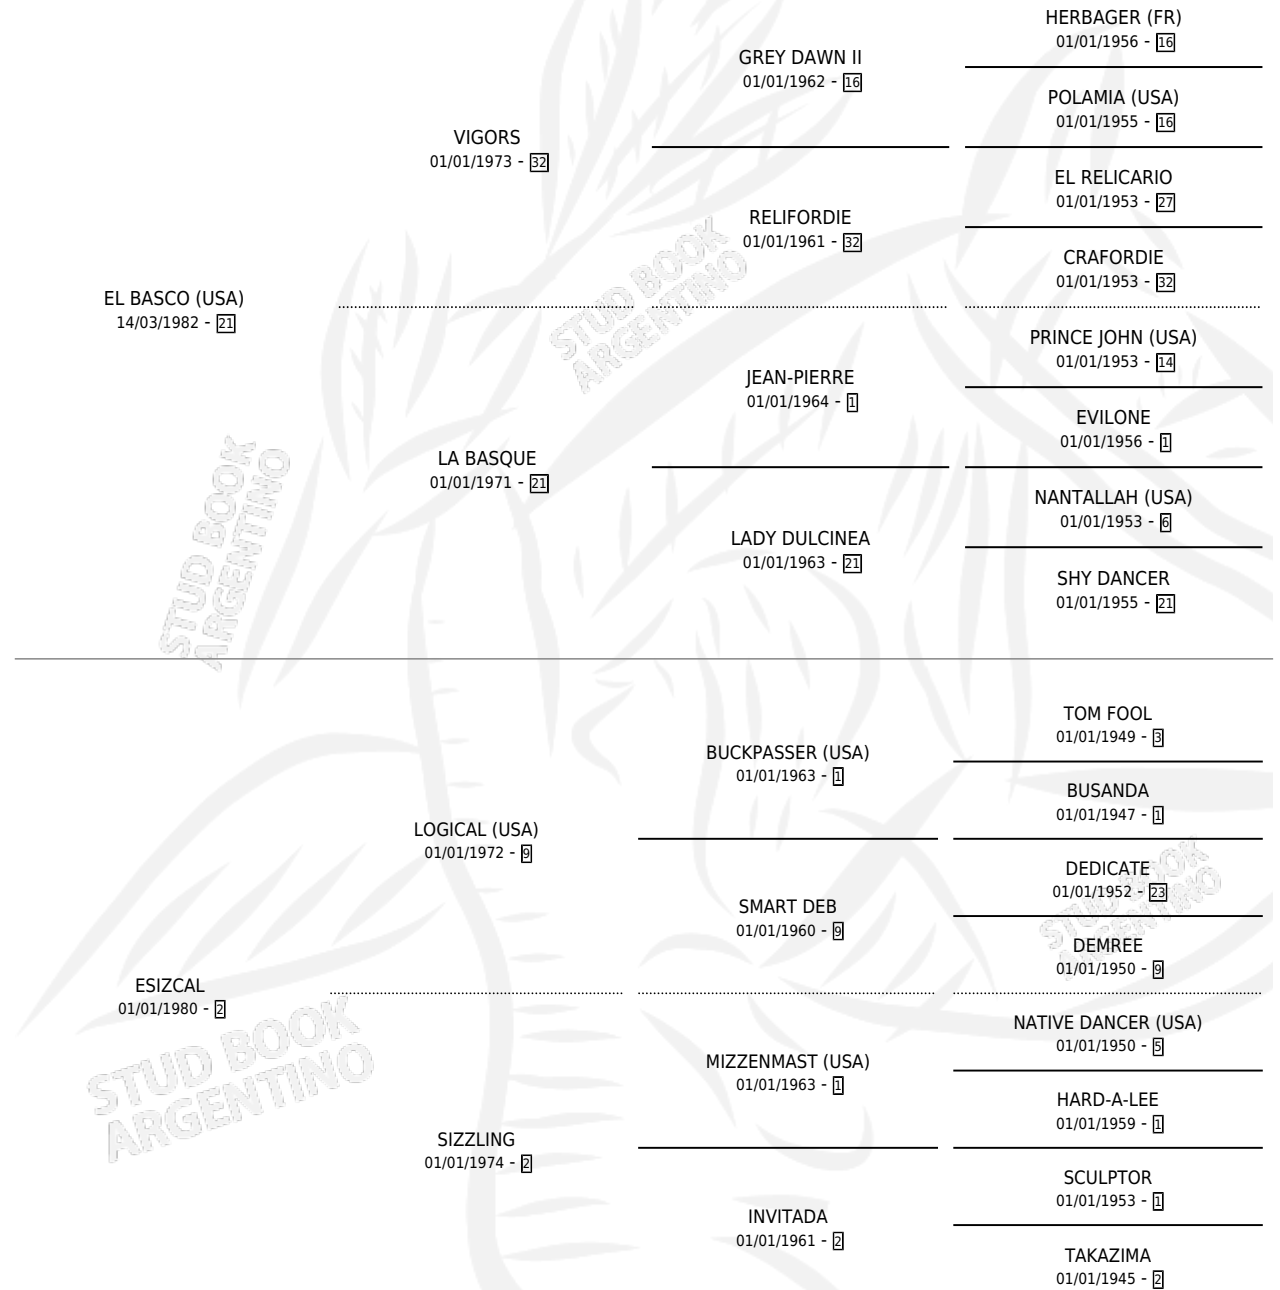 HERBAGER (FR)
01/01/1956 - 16
GREY DAWN II
01/01/1962 - 16
POLAMIA (USA)
01/01/1955 - 16
VIGORS
01/01/1973 - 32
EL RELICARIO
01/01/1953 - 27
RELIFORDIE
01/01/1961 - 32
CRAFORDIE
01/01/1953 - 32
EL BASCO (USA)
14/03/1982 - 21
PRINCE JOHN (USA)
01/01/1953 - 14
JEAN-PIERRE
01/01/1964 - 1
EVILONE
01/01/1956 - 1
LA BASQUE
01/01/1971 - 21
NANTALLAH (USA)
01/01/1953 - 6
LADY DULCINEA
01/01/1963 - 21
SHY DANCER
01/01/1955 - 21
TOM FOOL
01/01/1949 - 3
BUCKPASSER (USA)
01/01/1963 - 1
BUSANDA
01/01/1947 - 1
LOGICAL (USA)
01/01/1972 - 9
DEDICATE
01/01/1952 - 23
SMART DEB
01/01/1960 - 9
DEMREE
01/01/1950 - 9
ESIZCAL
01/01/1980 - 2
NATIVE DANCER (USA)
01/01/1950 - 5
MIZZENMAST (USA)
01/01/1963 - 1
HARD-A-LEE
01/01/1959 - 1
SIZZLING
01/01/1974 - 2
SCULPTOR
01/01/1953 - 1
INVITADA
01/01/1961 - 2
TAKAZIMA
01/01/1945 - 2
STUD BOOK
ARGENTINO
STUD BOOK
ARGENTINO
STUD BOOK
ARGENTINO
STUD BOOK
ARGENTINO